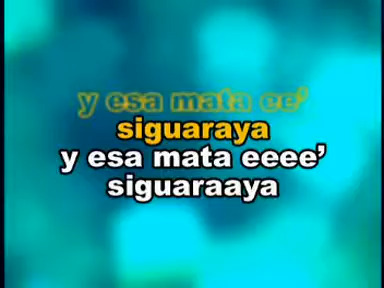 y esa mata ee’
siguaraya
y esa mata eeee’
siguaraaya